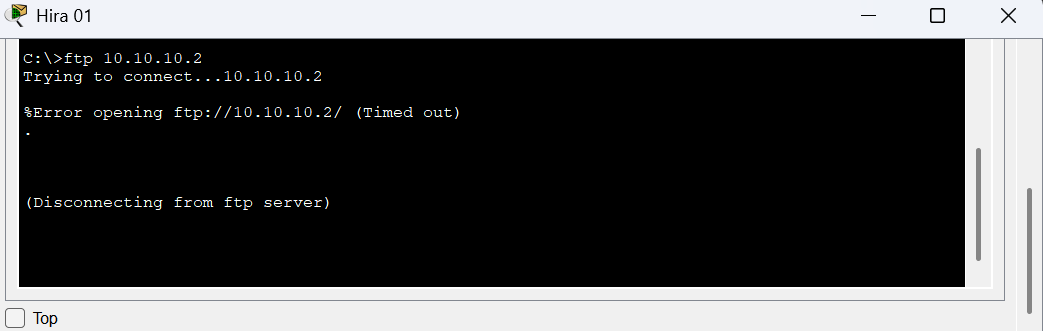 Hira 01
C:\>ftp 10.10.10.2
Trying to connect...10.10.10.2
%Error opening ftp://10.10.10.2/ (Timed out)
.
(Disconnecting from ftp server)
Top